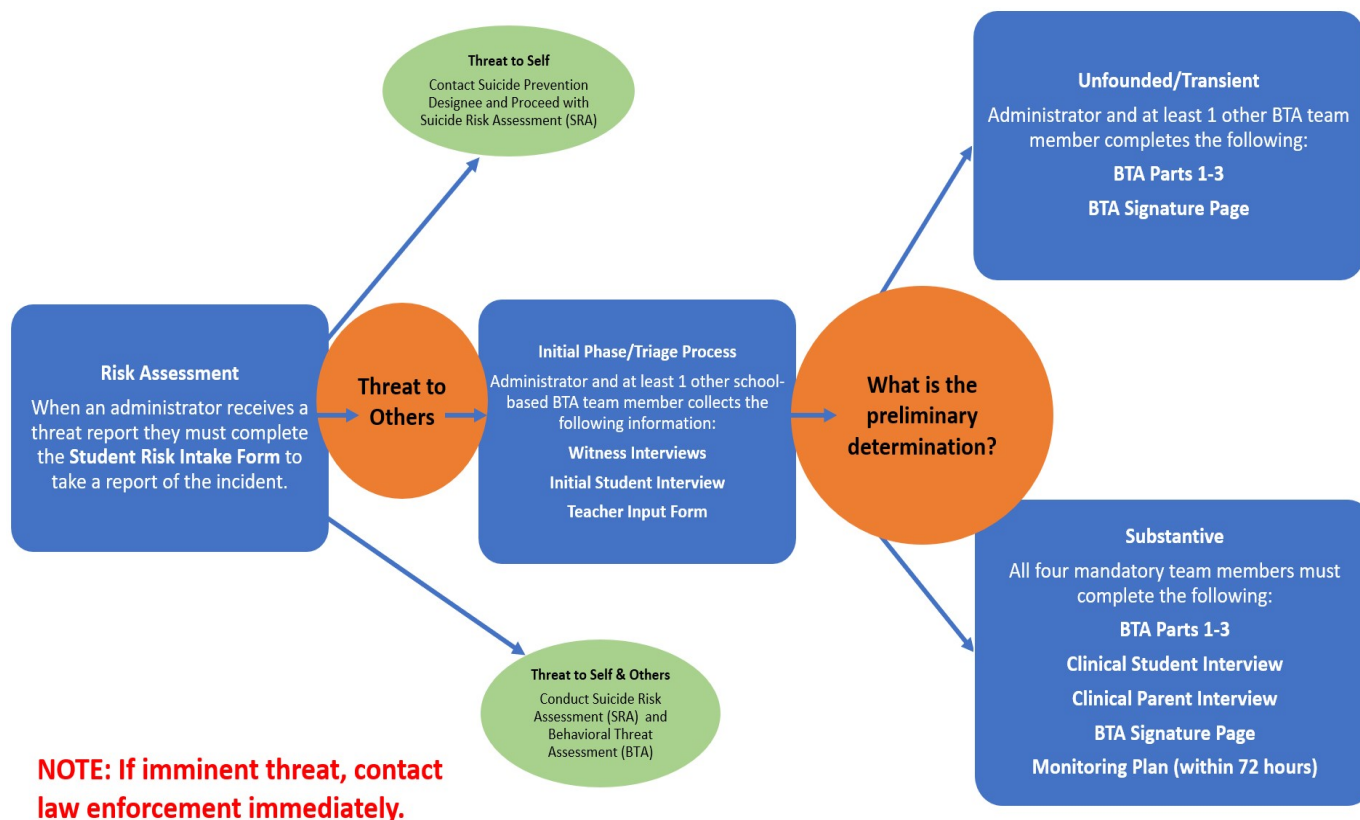 Threat to Self
Contact Suicide Prevention
Designee and Proceed with
Suicide Risk Assessment (SRA)
Unfounded/Transient
Administrator and at least 1 other BTA team
member completes the following:
BTA Parts 1-3
BTA Signature Page
Risk Assessment
When an administrator receives a
threat report they must complete
the Student Risk Intake Form to
take a report of the incident.
Threat to
Others
Initial Phase/Triage Process
Administrator and at least 1 other school-
based BTA team member collects the
following information:
Witness Interviews
Initial Student Interview
Teacher Input Form
What is the
preliminary
determination?
Substantive
All four mandatory team members must
complete the following:
BTA Parts 1-3
Clinical Student Interview
Clinical Parent Interview
BTA Signature Page
Monitoring Plan (within 72 hours)
Threat to Self & Others
Conduct Suicide Risk
Assessment (SRA) and
Behavioral Threat
Assessment (BTA)
NOTE: If imminent threat, contact
law enforcement immediately.